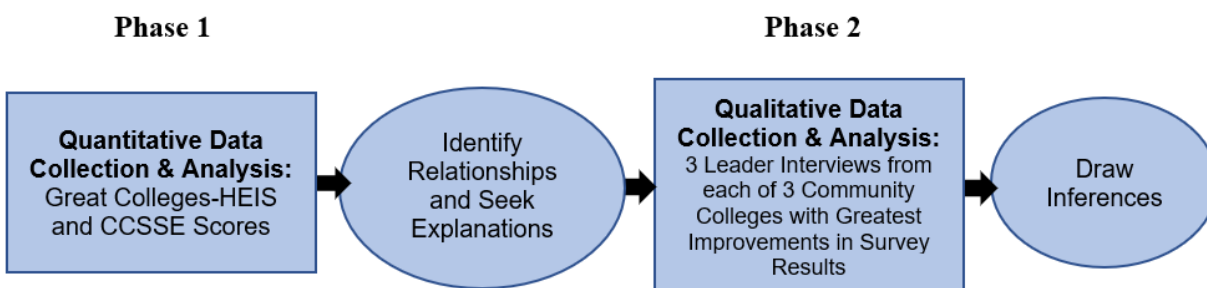 Phase 1
Phase 2
Quantitative Data
Collection & Analysis:
Great Colleges-HEIS
and CCSSE Scores
Identify
Relationships
and Seek
Explanations
Qualitative Data
Collection & Analysis:
3 Leader Interviews from
each of 3 Community
Colleges with Greatest
Improvements in Survey
Results
Draw
Inferences